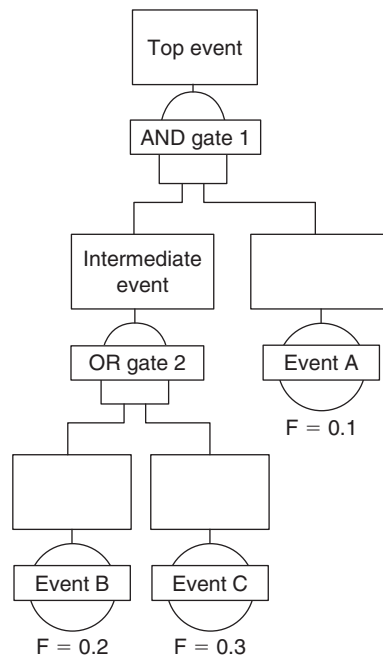 Top event
AND gate 1
Intermediate
event
OR gate 2
Event A
F = 0.1
Event B
Event C
F = 0.2
F = 0.3